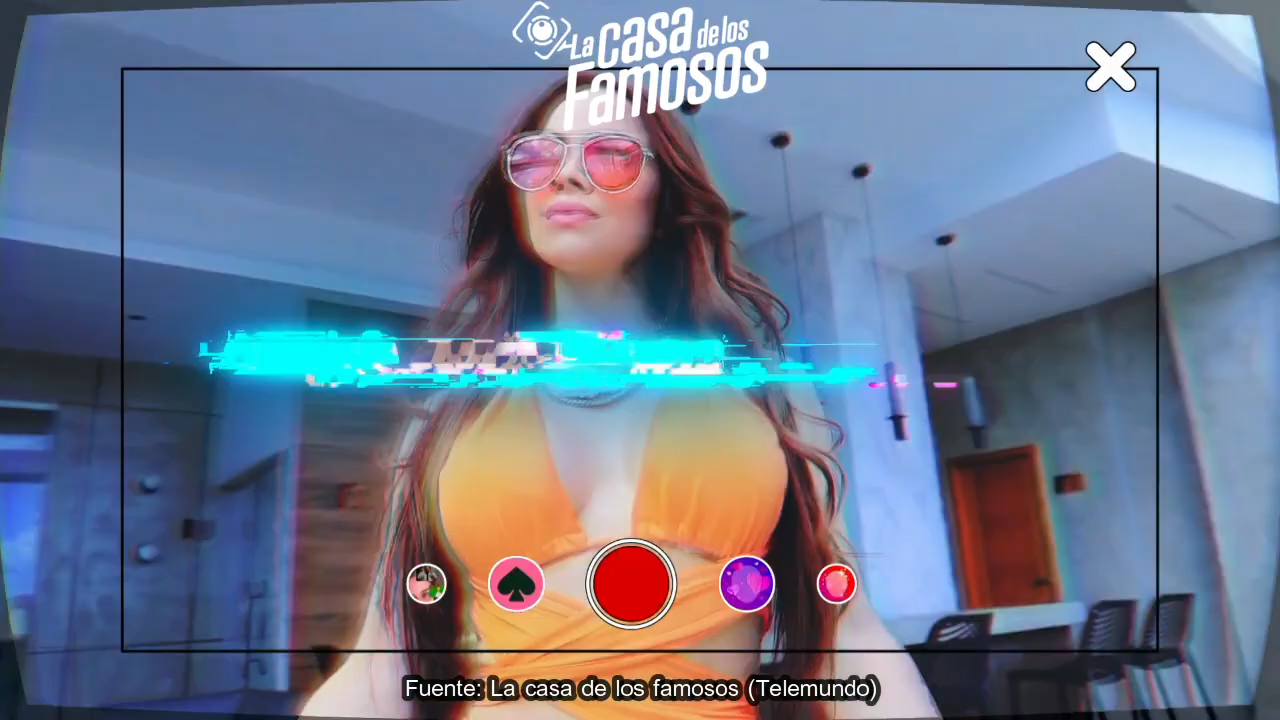 La casa de los
Famosos
Fuente: La casa de los famosos (Telemundo)